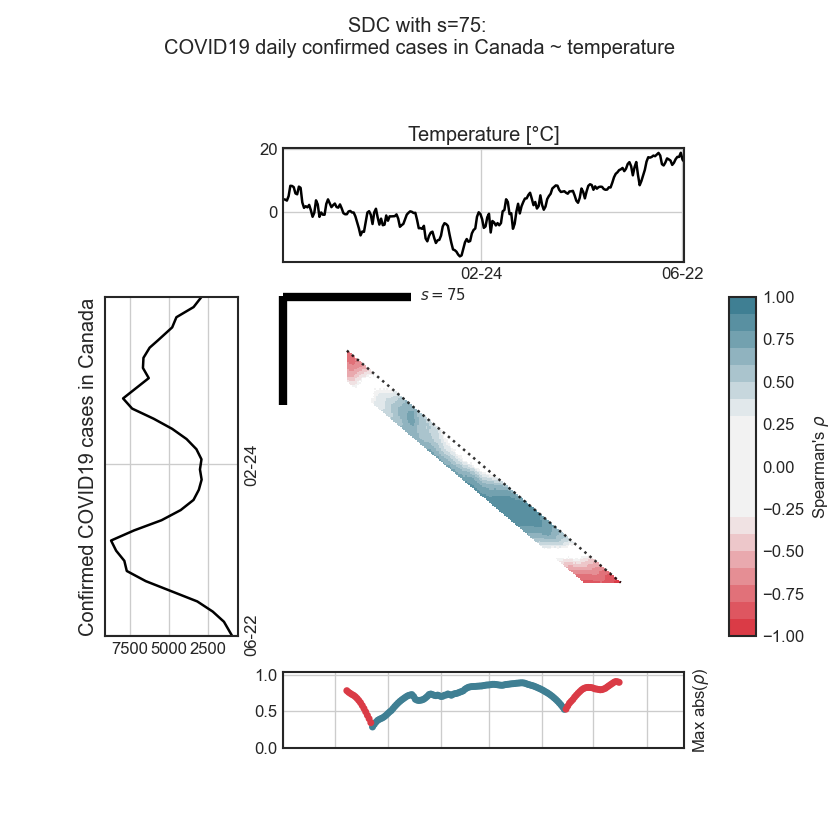 SDC with s=75:
COVID19 daily confirmed cases in Canada ~ temperature
Temperature [°C]
20
0
02-24
06-22
s = 75
Confirmed COVID19 cases in Canada
02-24
06-22
7500 5000 2500
1.00
0.75
0.50
0.25
0.00
−0.25
−0.50
−0.75
−1.00
Spearman's ρ
1.0
0.5
0.0
Max abs(ρ)